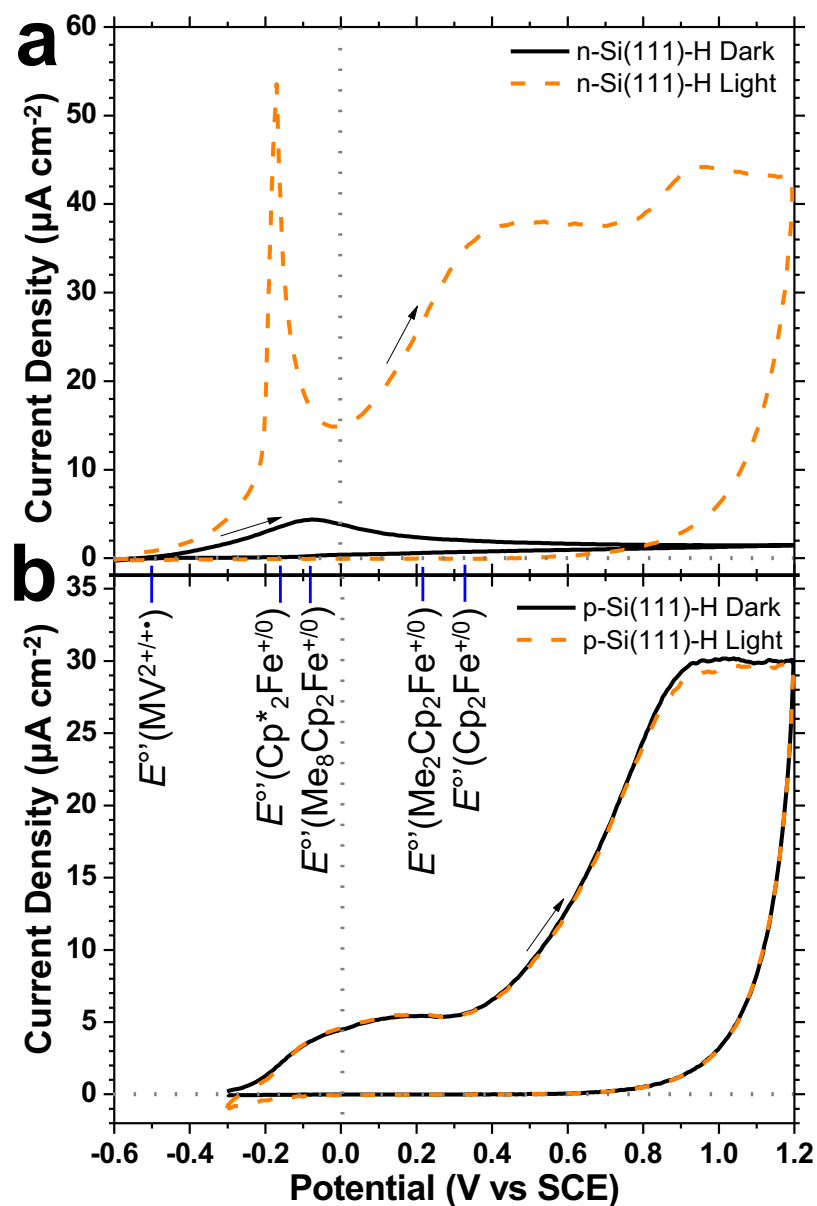 a
n-Si(111)-H Dark
n-Si(111)-H Light
Current Density (µA cm⁻²)
60
50
40
30
20
10
0
b
p-Si(111)-H Dark
p-Si(111)-H Light
E°'(MV²⁺/⁺•)
E°'(Cp*₂Fe⁺/⁰)
E°'(Me₈Cp₂Fe⁺/⁰)
E°'(Me₂Cp₂Fe⁺/⁰)
E°'(Cp₂Fe⁺/⁰)
Current Density (µA cm⁻²)
35
30
25
20
15
10
5
0
-0.6 -0.4 -0.2 0.0 0.2 0.4 0.6 0.8 1.0 1.2
Potential (V vs SCE)